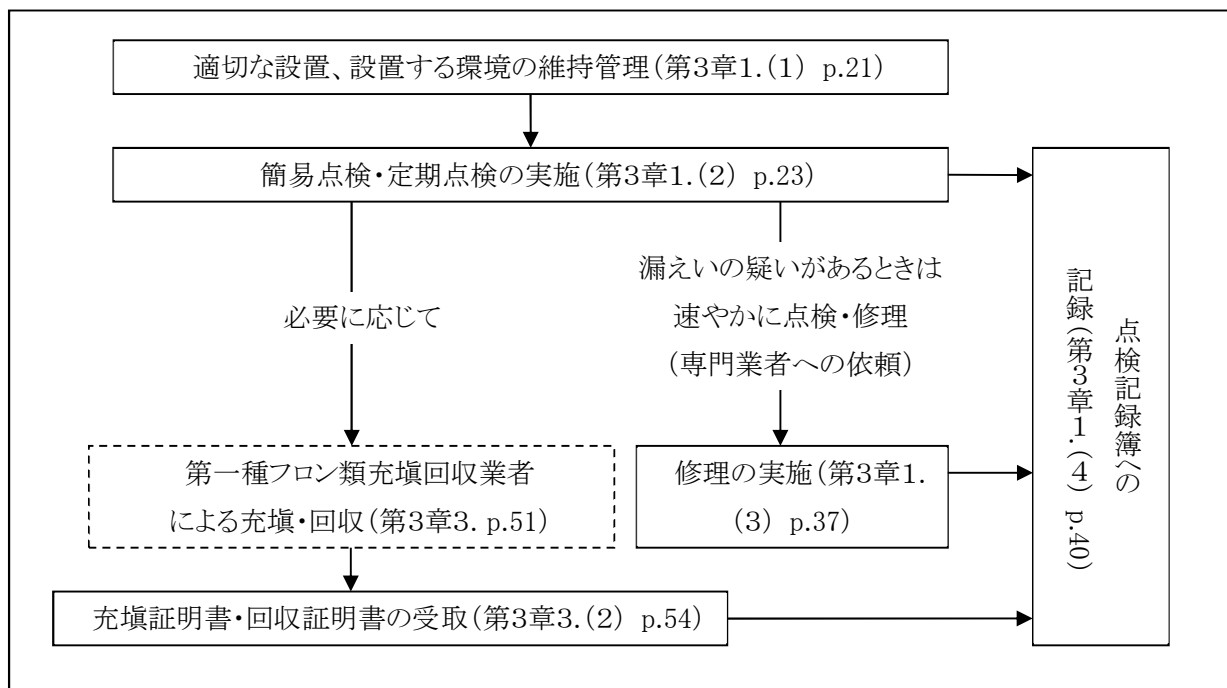 適切な設置、設置する環境の維持管理(第3章1.(1) p.21)
簡易点検・定期点検の実施(第3章1.(2) p.23)
必要に応じて
漏えいの疑いがあるときは
速やかに点検・修理
(専門業者への依頼)
第一種フロン類充塡回収業者
による充塡・回収(第3章3. p.51)
修理の実施(第3章1.
(3) p.37)
充塡証明書・回収証明書の受取(第3章3.(2) p.54)
点検記録簿への
記録(第3章1.(4) p.40)